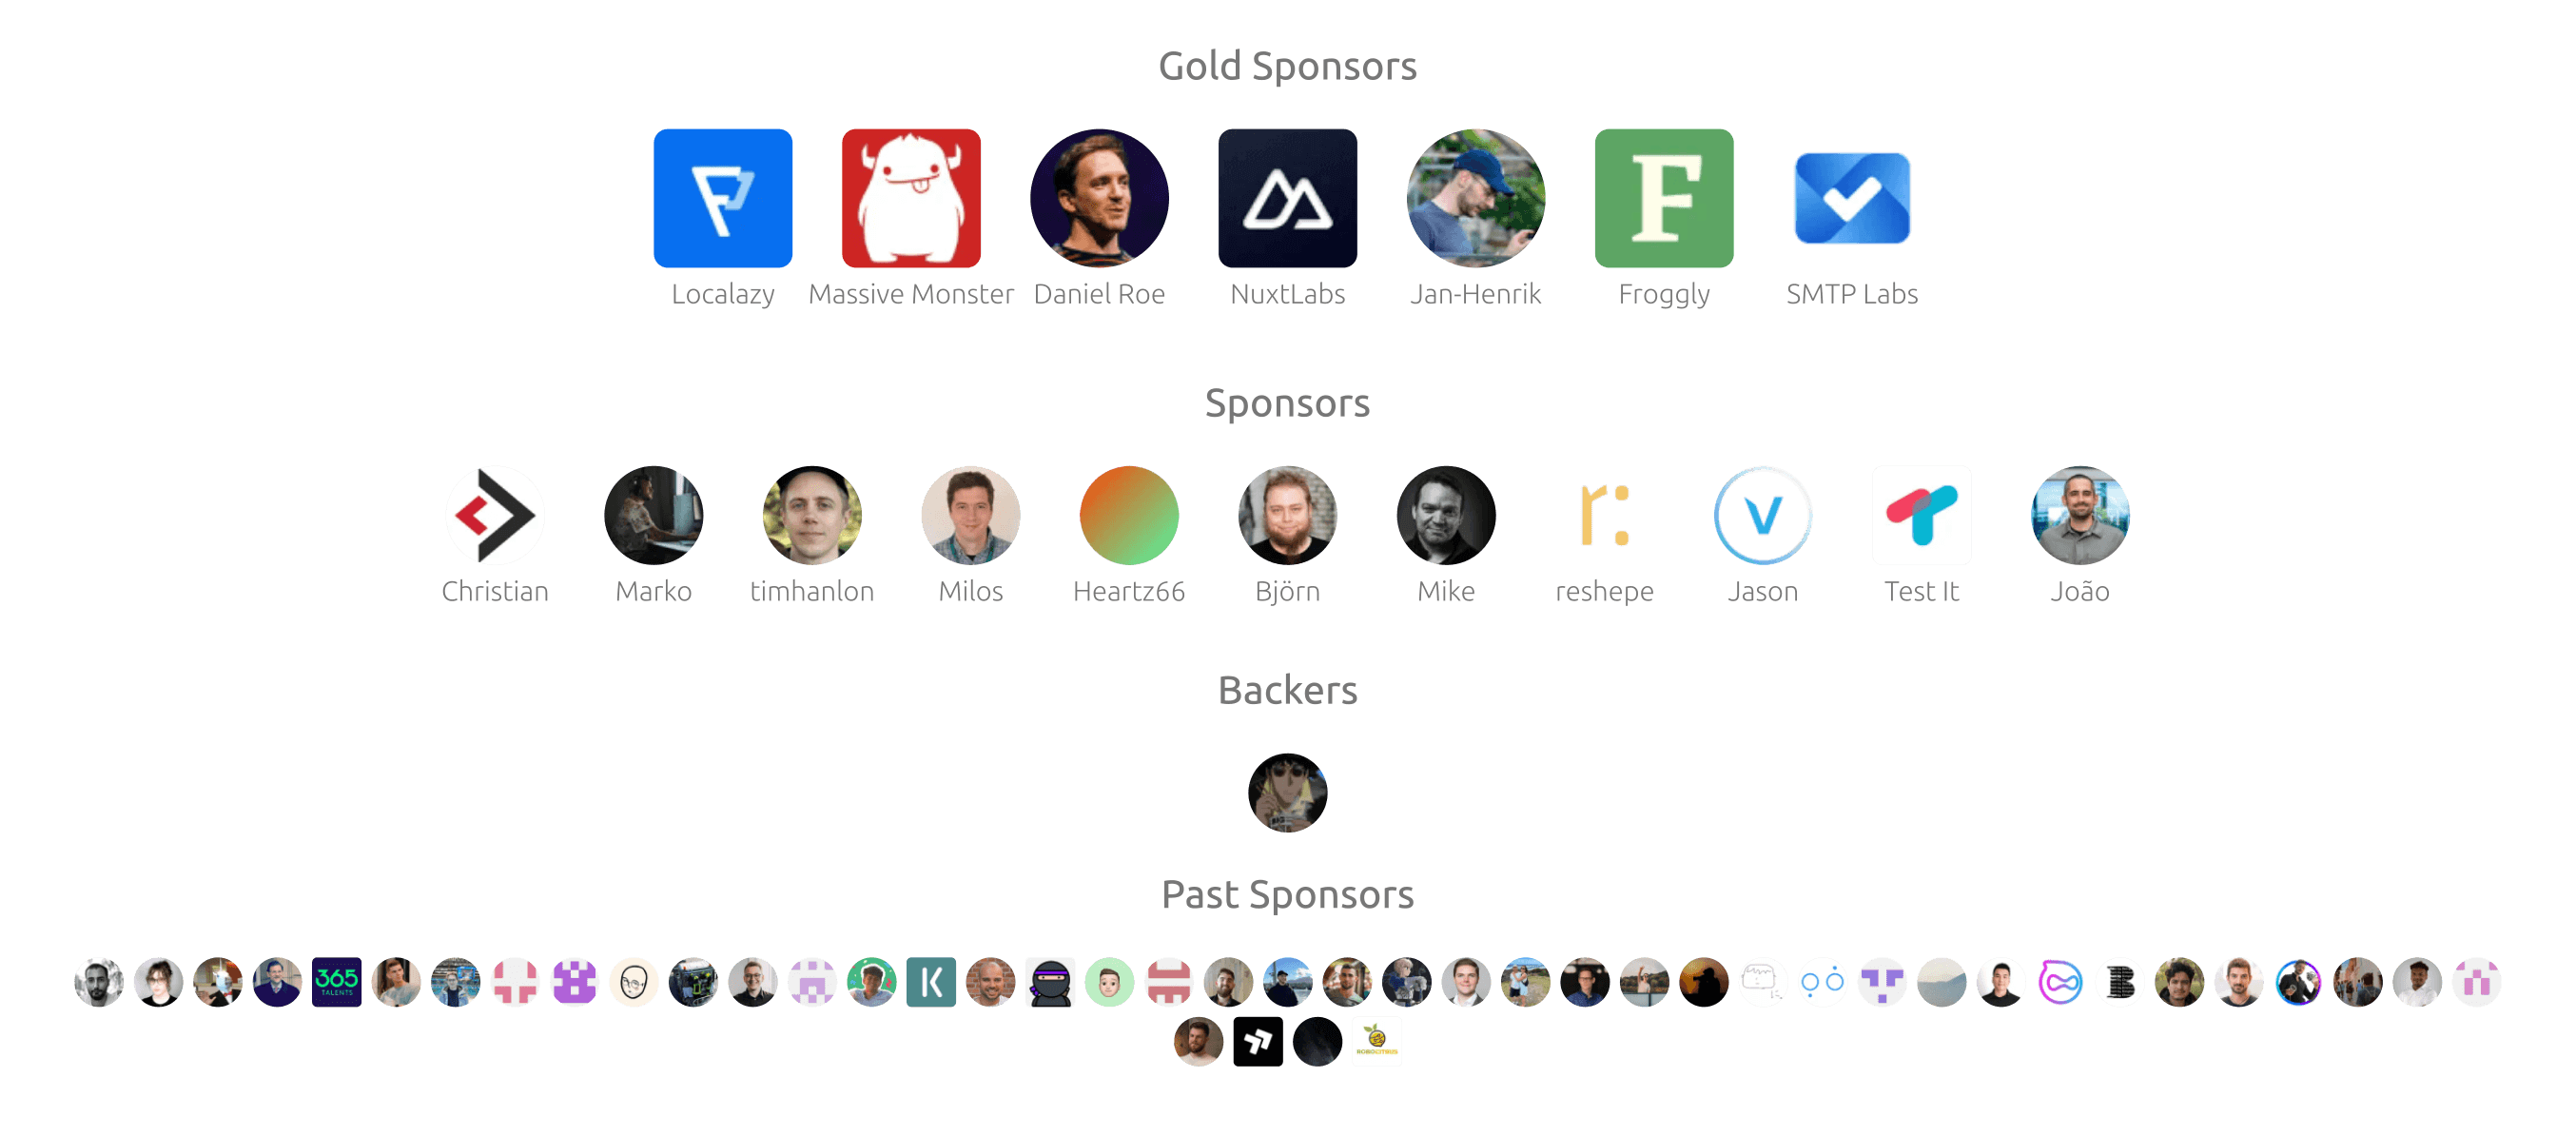 Gold Sponsors
F
Localazy Massive Monster Daniel Roe NuxtLabs Jan-Henrik Froggly SMTP Labs
Sponsors
r: V
Christian Marko timhanlon Milos Heartz66 Björn Mike reshepe Jason Test It João
Backers
Past Sponsors
365 K B
TALENTS
ROBOCITRUS